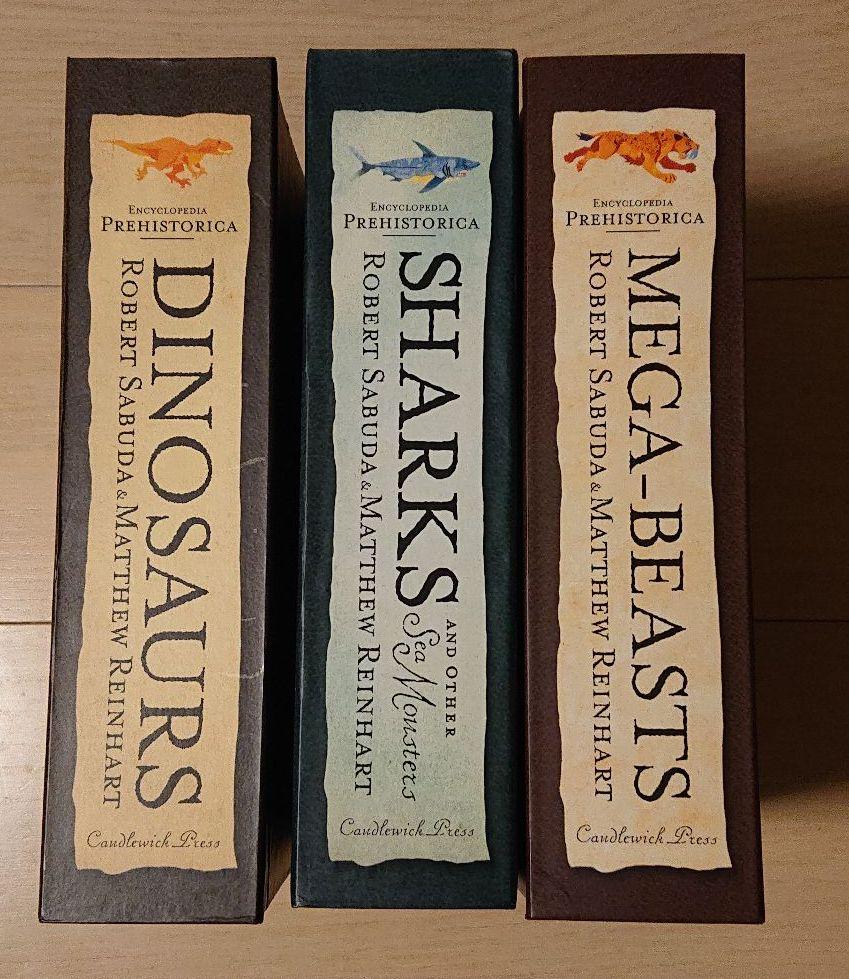 ENCYCLOPEDIA
PREHISTORICA
DINOSAURS
ROBERT SABUDA & MATTHEW REINHART
Candlewick Press
ENCYCLOPEDIA
PREHISTORICA
SHARKS
AND OTHER
Sea Monsters
ROBERT SABUDA & MATTHEW REINHART
Candlewick Press
ENCYCLOPEDIA
PREHISTORICA
MEGA-BEASTS
ROBERT SABUDA & MATTHEW REINHART
Candlewick Press